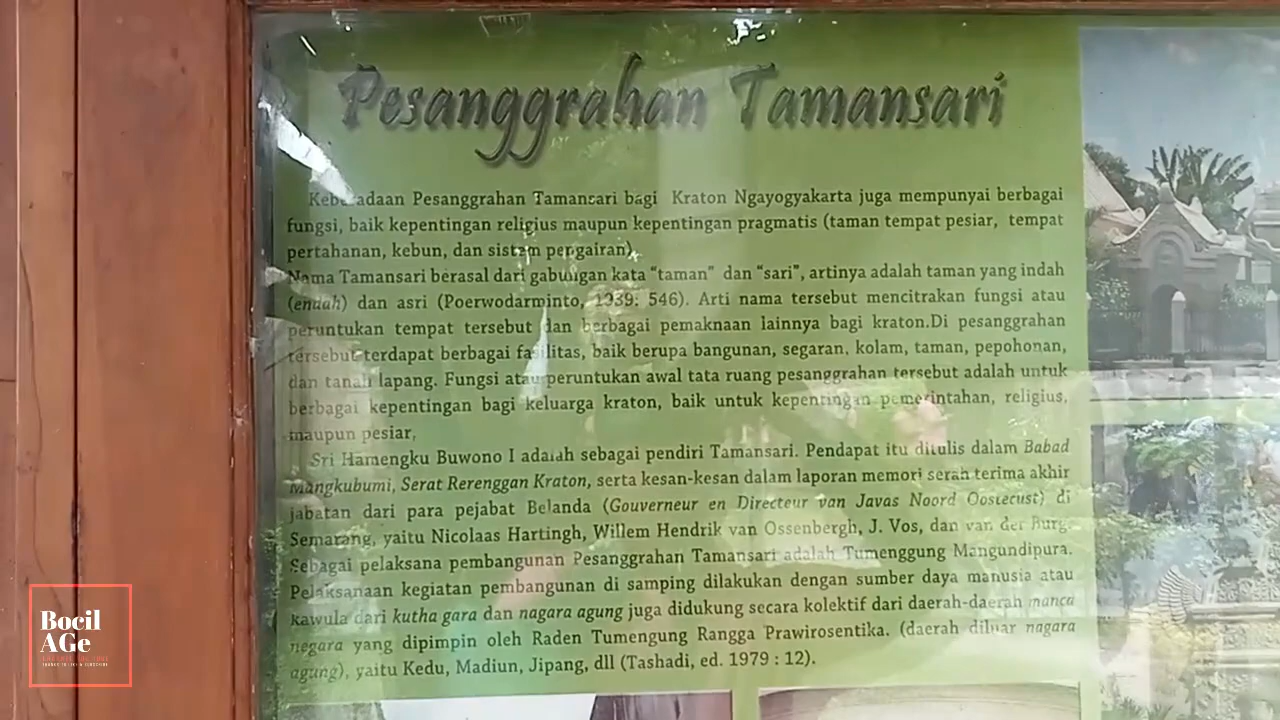 Pesanggrahan Tamansari
Keberadaan Pesanggrahan Tamansari bagi Kraton Ngayogyakarta juga mempunyai berbagai
fungsi, baik kepentingan religius maupun kepentingan pragmatis (taman tempat pesiar, tempat
pertahanan, kebun, dan sistem pengairan).
Nama Tamansari berasal dari gabungan kata “taman” dan “sari”, artinya adalah taman yang indah
(endah) dan asri (Poerwodarminto, 1939: 546). Arti nama tersebut mencitrakan fungsi atau
peruntukan tempat tersebut dan berbagai pemaknaan lainnya bagi kraton.Di pesanggrahan
tersebut terdapat berbagai fasilitas, baik berupa bangunan, segaran, kolam, taman, pepohonan,
dan tanah lapang. Fungsi atau peruntukan awal tata ruang pesanggrahan tersebut adalah untuk
berbagai kepentingan bagi keluarga kraton, baik untuk kepentingan pemerintahan, religius,
maupun pesiar,
Sri Hamengku Buwono I adalah sebagai pendiri Tamansari. Pendapat itu ditulis dalam Babad
Mangkubumi, Serat Rerenggan Kraton, serta kesan-kesan dalam laporan memori serah terima akhir
jabatan dari para pejabat Belanda (Gouverneur en Directeur van Javas Noord Oostecust) di
Semarang, yaitu Nicolaas Hartingh, Willem Hendrik van Ossenbergh, J. Vos, dan van der Burg.
Sebagai pelaksana pembangunan Pesanggrahan Tamansari adalah Tumenggung Mangundipura.
Pelaksanaan kegiatan pembangunan di samping dilakukan dengan sumber daya manusia atau
kawula dari kutha gara dan nagara agung juga didukung secara kolektif dari daerah-daerah manca
negara yang dipimpin oleh Raden Tumengung Rangga Prawirosentika. (daerah diluar nagara
agung), yaitu Kedu, Madiun, Jipang, dll (Tashadi, ed. 1979 : 12).
Bocil
AGe